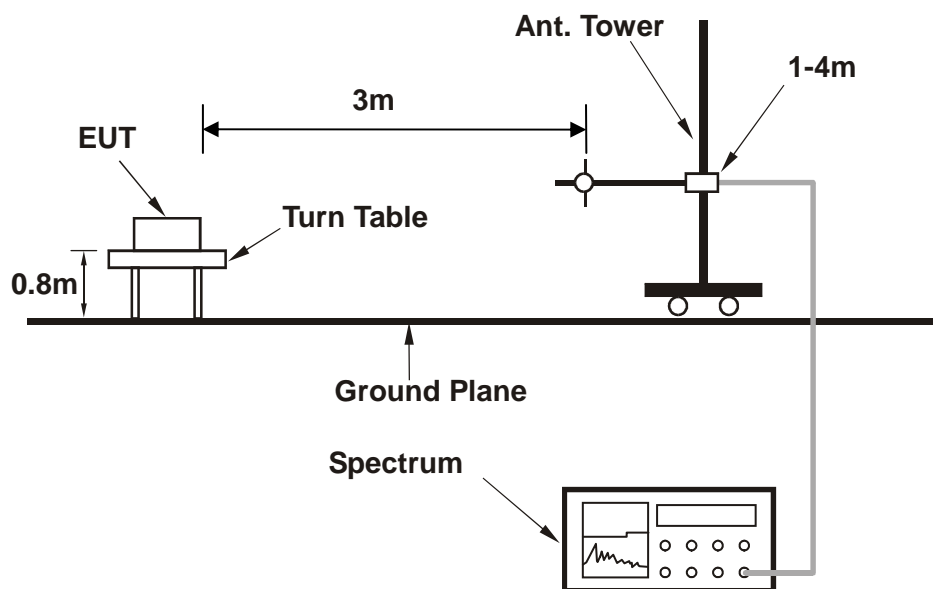 Ant. Tower
1-4m
3m
EUT
Turn Table
0.8m
Ground Plane
Spectrum